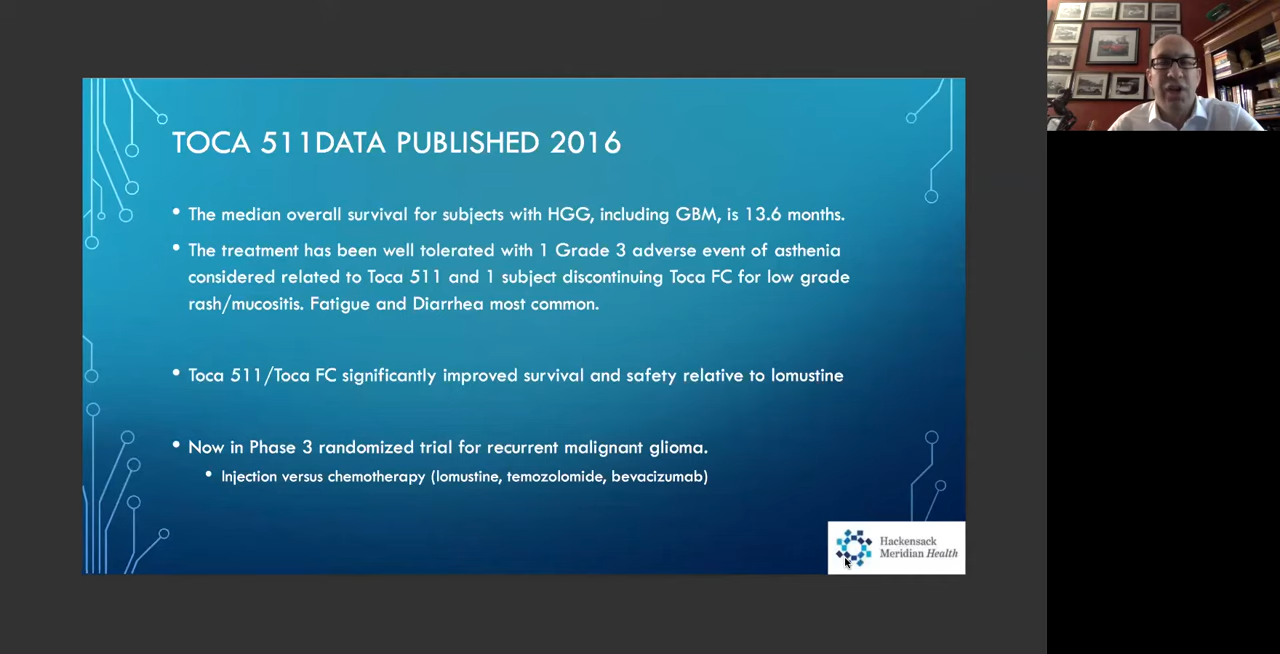 TOCA 511DATA PUBLISHED 2016
• The median overall survival for subjects with HGG, including GBM, is 13.6 months.
• The treatment has been well tolerated with 1 Grade 3 adverse event of asthenia
considered related to Toca 511 and 1 subject discontinuing Toca FC for low grade
rash/mucositis. Fatigue and Diarrhea most common.
• Toca 511/Toca FC significantly improved survival and safety relative to lomustine
• Now in Phase 3 randomized trial for recurrent malignant glioma.
• Injection versus chemotherapy (lomustine, temozolomide, bevacizumab)
Hackensack
Meridian Health